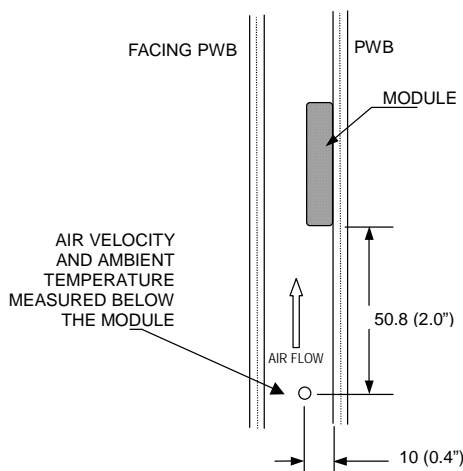 FACING PWB
PWB
MODULE
AIR VELOCITY
AND AMBIENT
TEMPERATURE
MEASURED BELOW
THE MODULE
50.8 (2.0”)
AIR FLOW
10 (0.4”)